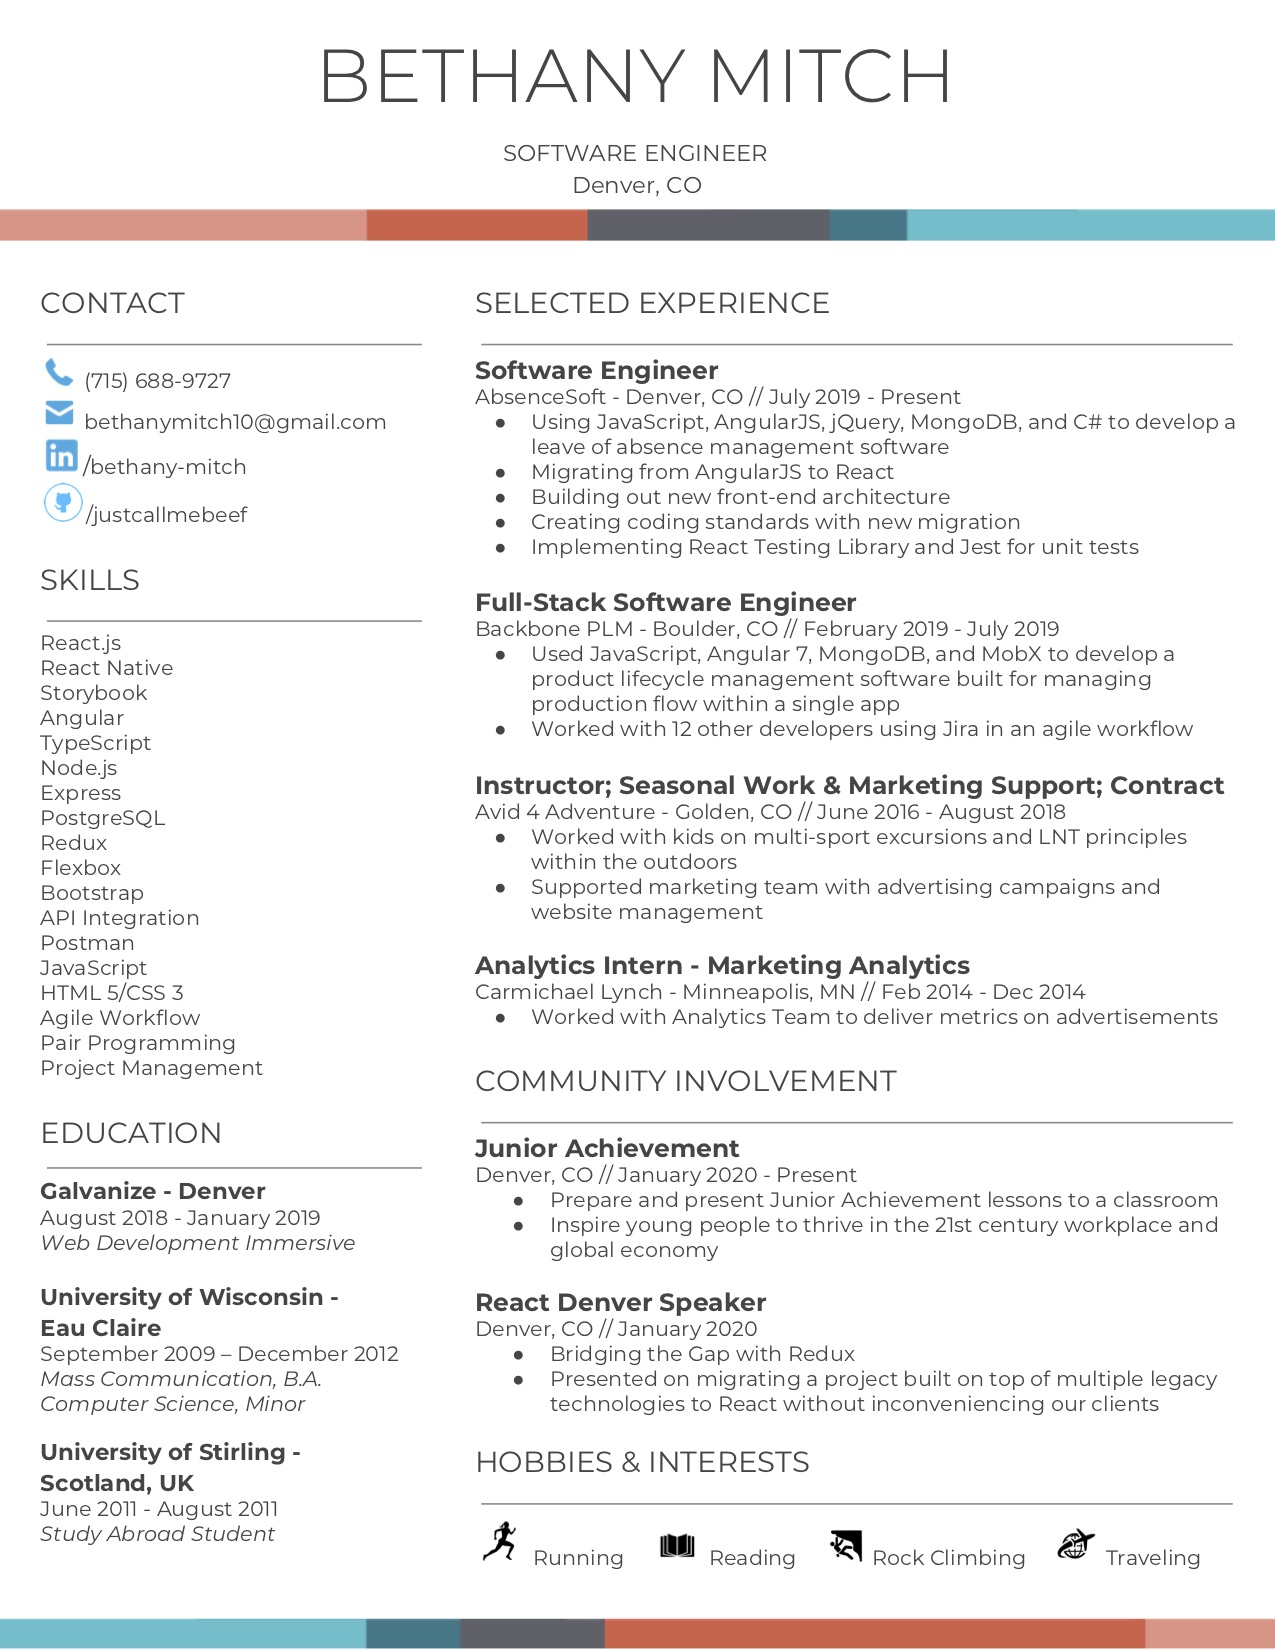 BETHANY MITCH
SOFTWARE ENGINEER
Denver, CO
CONTACT
(715) 688-9727
bethanymitch10@gmail.com
in /bethany-mitch
/justcallmebeef
SKILLS
React.js
React Native
Storybook
Angular
TypeScript
Node.js
Express
PostgreSQL
Redux
Flexbox
Bootstrap
API Integration
Postman
JavaScript
HTML 5/CSS 3
Agile Workflow
Pair Programming
Project Management
EDUCATION
Galvanize - Denver
August 2018 - January 2019
Web Development Immersive
University of Wisconsin -
Eau Claire
September 2009 – December 2012
Mass Communication, B.A.
Computer Science, Minor
University of Stirling -
Scotland, UK
June 2011 - August 2011
Study Abroad Student
SELECTED EXPERIENCE
Software Engineer
AbsenceSoft - Denver, CO // July 2019 - Present
● Using JavaScript, AngularJS, jQuery, MongoDB, and C# to develop a
leave of absence management software
● Migrating from AngularJS to React
● Building out new front-end architecture
● Creating coding standards with new migration
● Implementing React Testing Library and Jest for unit tests
Full-Stack Software Engineer
Backbone PLM - Boulder, CO // February 2019 - July 2019
● Used JavaScript, Angular 7, MongoDB, and MobX to develop a
product lifecycle management software built for managing
production flow within a single app
● Worked with 12 other developers using Jira in an agile workflow
Instructor; Seasonal Work & Marketing Support; Contract
Avid 4 Adventure - Golden, CO // June 2016 - August 2018
● Worked with kids on multi-sport excursions and LNT principles
within the outdoors
● Supported marketing team with advertising campaigns and
website management
Analytics Intern - Marketing Analytics
Carmichael Lynch - Minneapolis, MN // Feb 2014 - Dec 2014
● Worked with Analytics Team to deliver metrics on advertisements
COMMUNITY INVOLVEMENT
Junior Achievement
Denver, CO // January 2020 - Present
● Prepare and present Junior Achievement lessons to a classroom
● Inspire young people to thrive in the 21st century workplace and
global economy
React Denver Speaker
Denver, CO // January 2020
● Bridging the Gap with Redux
● Presented on migrating a project built on top of multiple legacy
technologies to React without inconveniencing our clients
HOBBIES & INTERESTS
Running Reading Rock Climbing Traveling